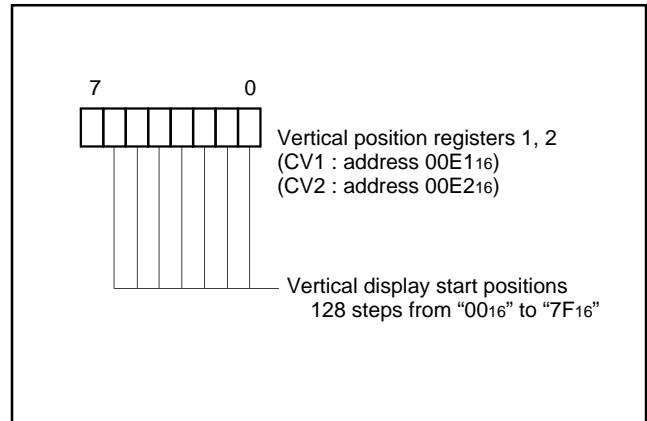 7 0
Vertical position registers 1, 2
(CV1 : address 00E116)
(CV2 : address 00E216)
Vertical display start positions
128 steps from “0016” to “7F16”